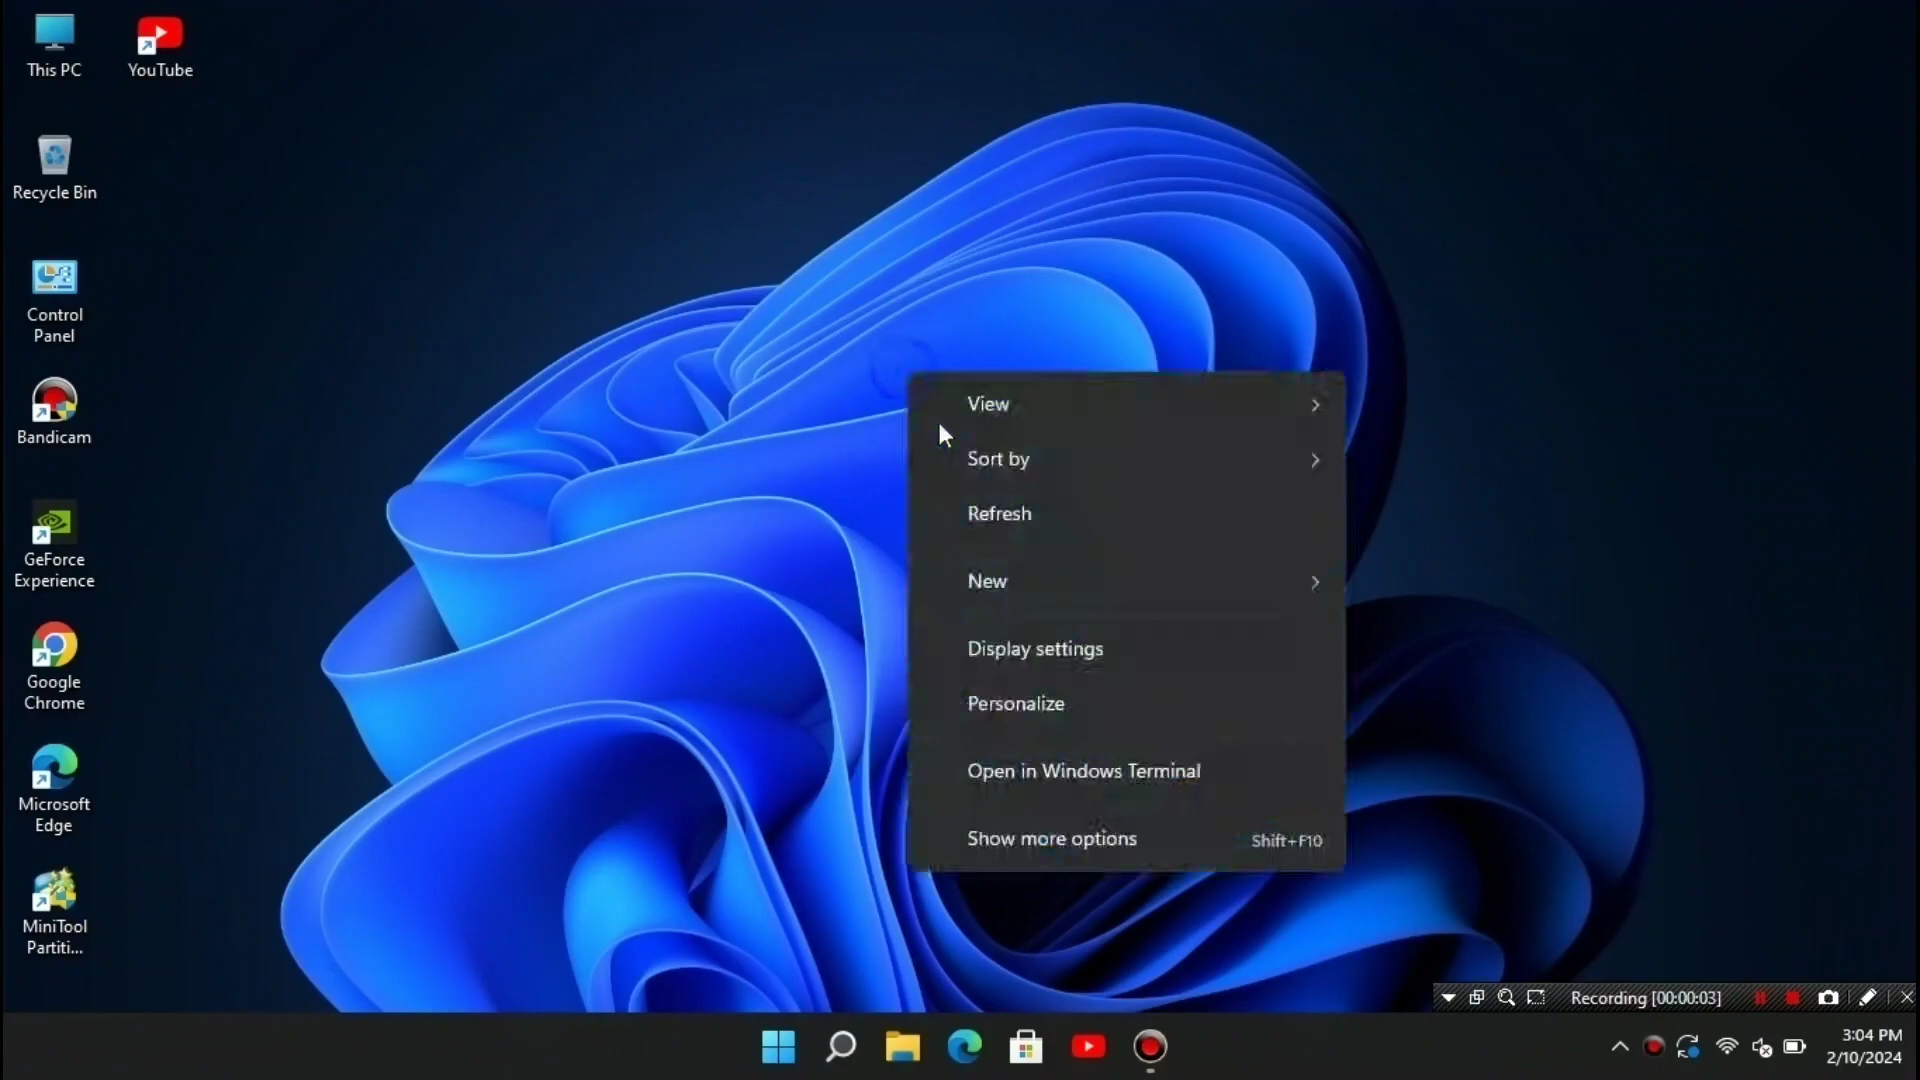 This PC
YouTube
Recycle Bin
Control
Panel
Bandicam
GeForce
Experience
Google
Chrome
Microsoft
Edge
MiniTool
Partiti...
View
Sort by
Refresh
New
Display settings
Personalize
Open in Windows Terminal
Show more options Shift+F10
Recording [00:00:03]
3:04 PM
2/10/2024